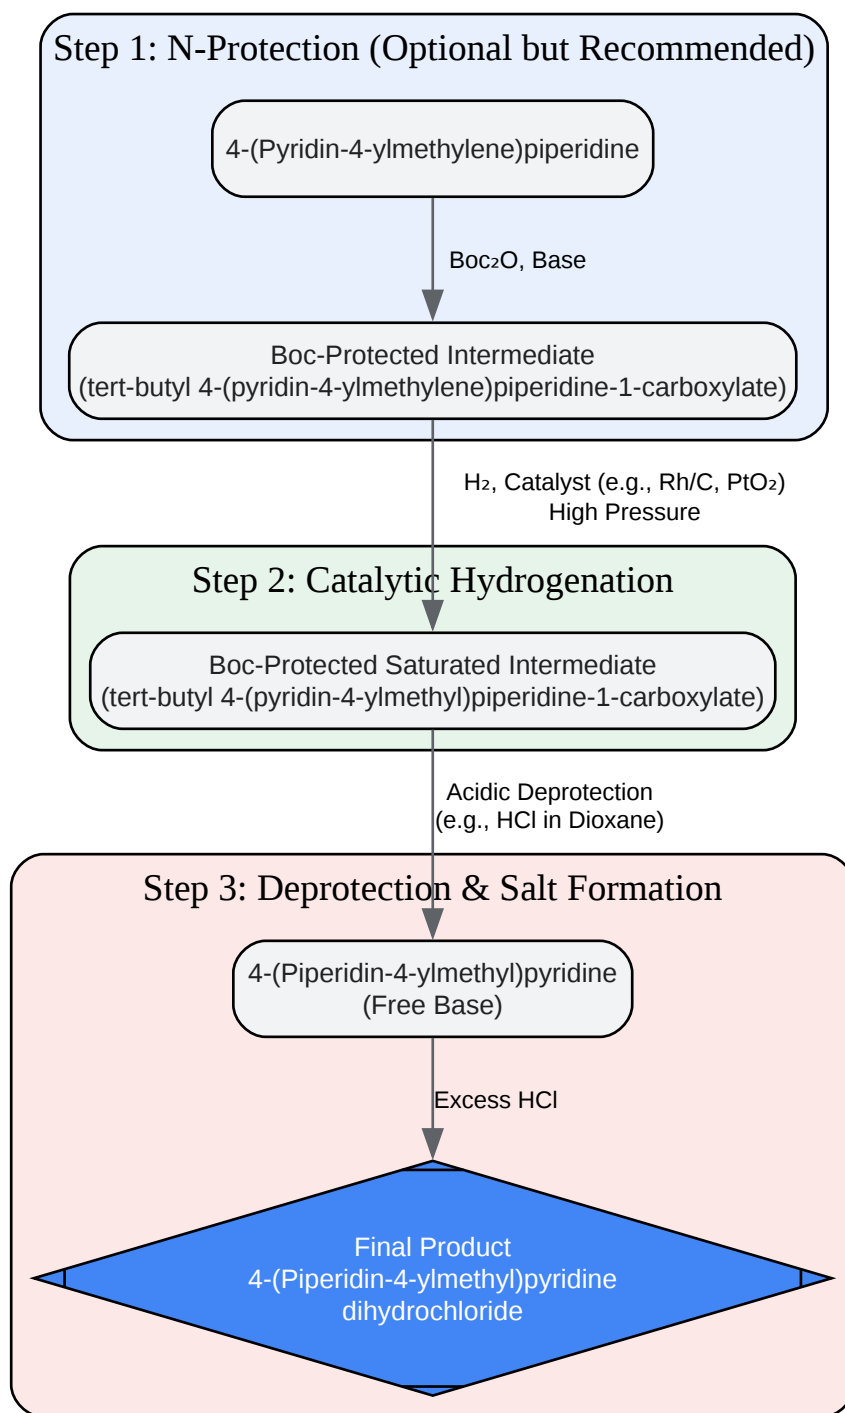 Step 1: N-Protection (Optional but Recommended)
4-(Pyridin-4-ylmethylene)piperidine
Boc₂O, Base
Boc-Protected Intermediate
(tert-butyl 4-(pyridin-4-ylmethylene)piperidine-1-carboxylate)
H₂, Catalyst (e.g., Rh/C, PtO₂)
High Pressure
Step 2: Catalytic Hydrogenation
Boc-Protected Saturated Intermediate
(tert-butyl 4-(pyridin-4-ylmethyl)piperidine-1-carboxylate)
Acidic Deprotection
(e.g., HCl in Dioxane)
Step 3: Deprotection & Salt Formation
4-(Piperidin-4-ylmethyl)pyridine
(Free Base)
Excess HCl
Final Product
4-(Piperidin-4-ylmethyl)pyridine
dihydrochloride